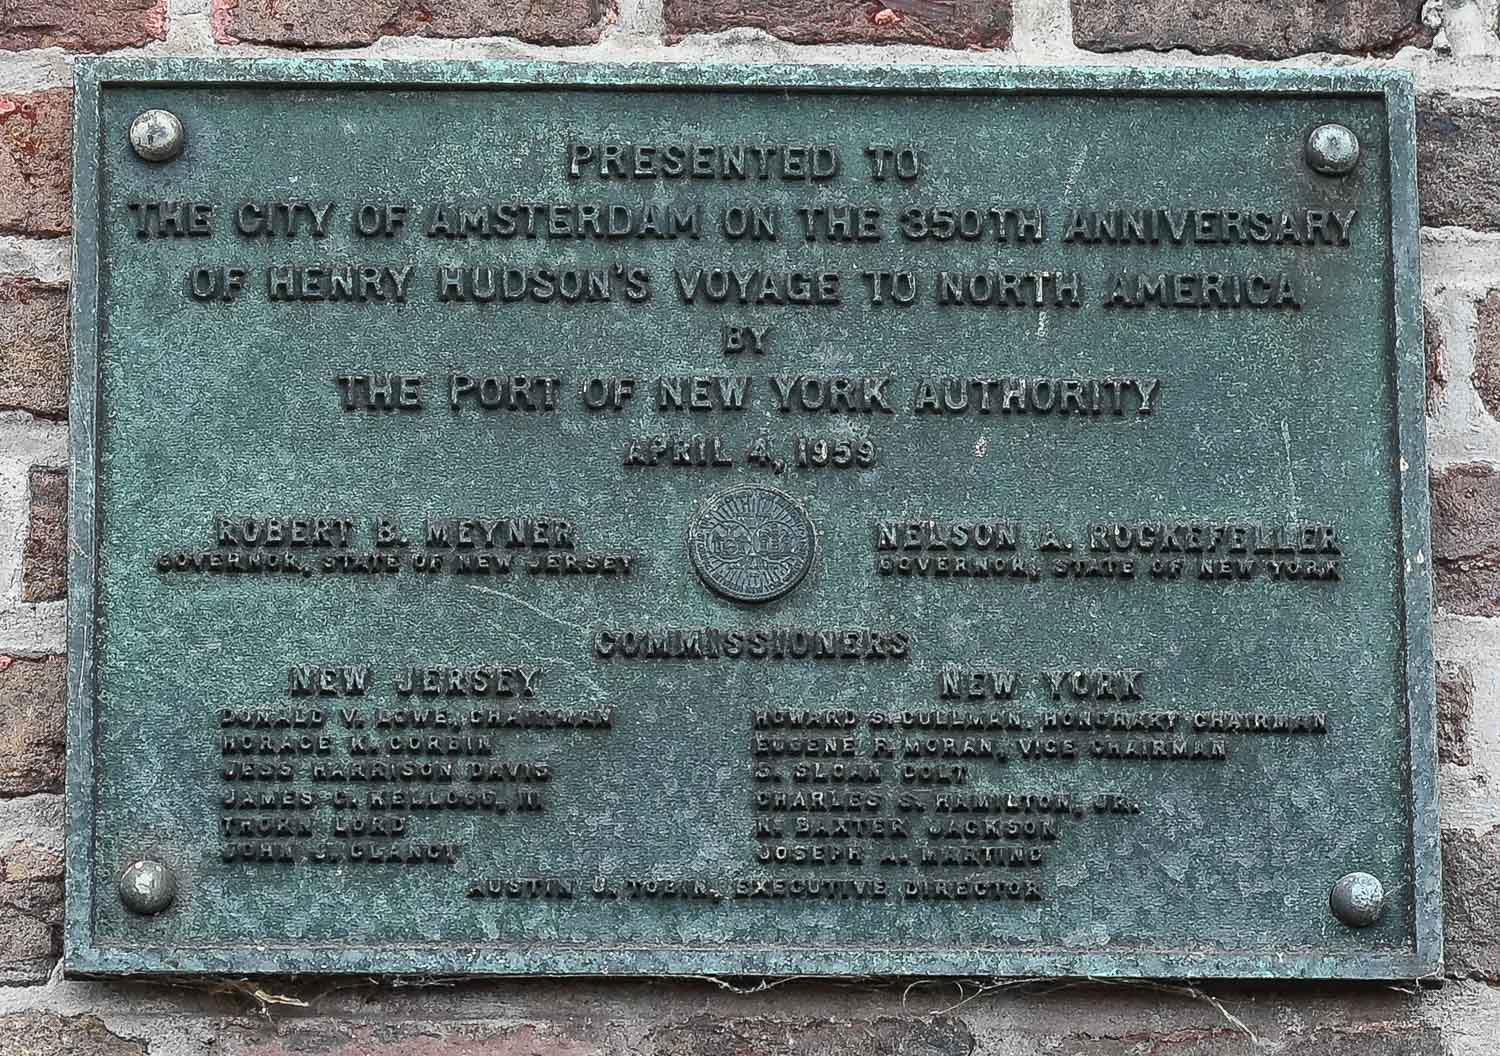 PRESENTED TO
THE CITY OF AMSTERDAM ON THE 350TH ANNIVERSARY
OF HENRY HUDSON'S VOYAGE TO NORTH AMERICA
BY
THE PORT OF NEW YORK AUTHORITY
APRIL 4, 1959
ROBERT B. MEYNER
GOVERNOR, STATE OF NEW JERSEY
NELSON A. ROCKEFELLER
GOVERNOR, STATE OF NEW YORK
COMMISSIONERS
NEW JERSEY
DONALD V. LOWE, CHAIRMAN
HORACE K. CORBIN
JESS HARRISON DAVIS
JAMES C. KELLOGG, III
THORN LORD
JOHN J. CLANCY
NEW YORK
HOWARD S. CULLMAN, HONORARY CHAIRMAN
EUGENE F. MORAN, VICE CHAIRMAN
S. SLOAN COLT
CHARLES S. HAMILTON, JR.
N. BAXTER JACKSON
JOSEPH A. MARTINO
AUSTIN J. TOBIN, EXECUTIVE DIRECTOR